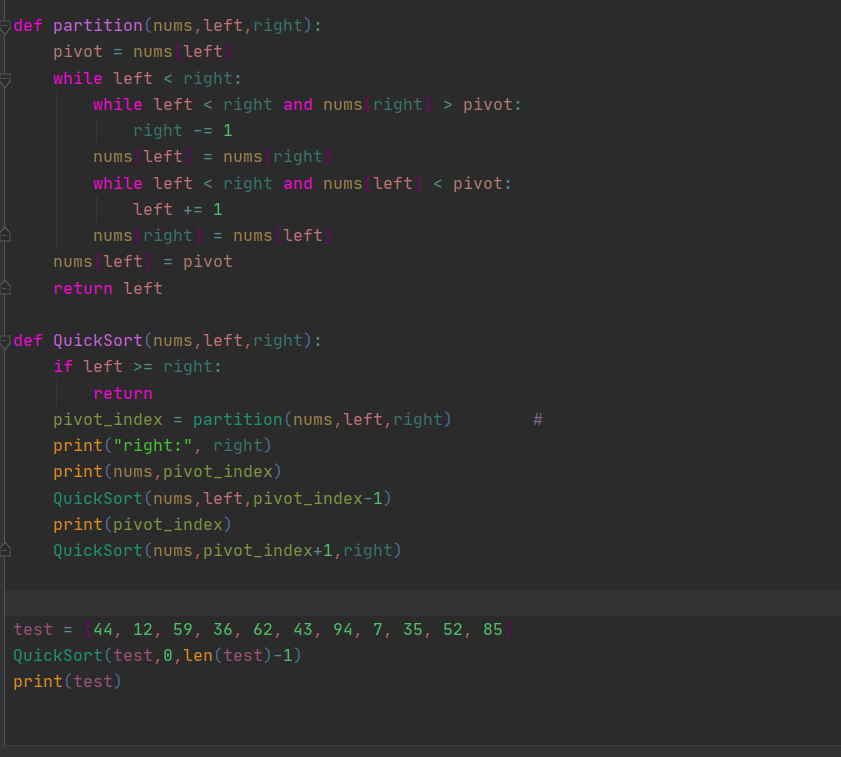 def partition(nums,left,right):
    pivot = nums[left]
    while left < right:
        while left < right and nums[right] > pivot:
            right -= 1
        nums[left] = nums[right]
        while left < right and nums[left] < pivot:
            left += 1
        nums[right] = nums[left]
    nums[left] = pivot
    return left

def QuickSort(nums,left,right):
    if left >= right:
        return
    pivot_index = partition(nums,left,right)        #
    print("right:", right)
    print(nums,pivot_index)
    QuickSort(nums,left,pivot_index-1)
    print(pivot_index)
    QuickSort(nums,pivot_index+1,right)

test = [44, 12, 59, 36, 62, 43, 94, 7, 35, 52, 85]
QuickSort(test,0,len(test)-1)
print(test)